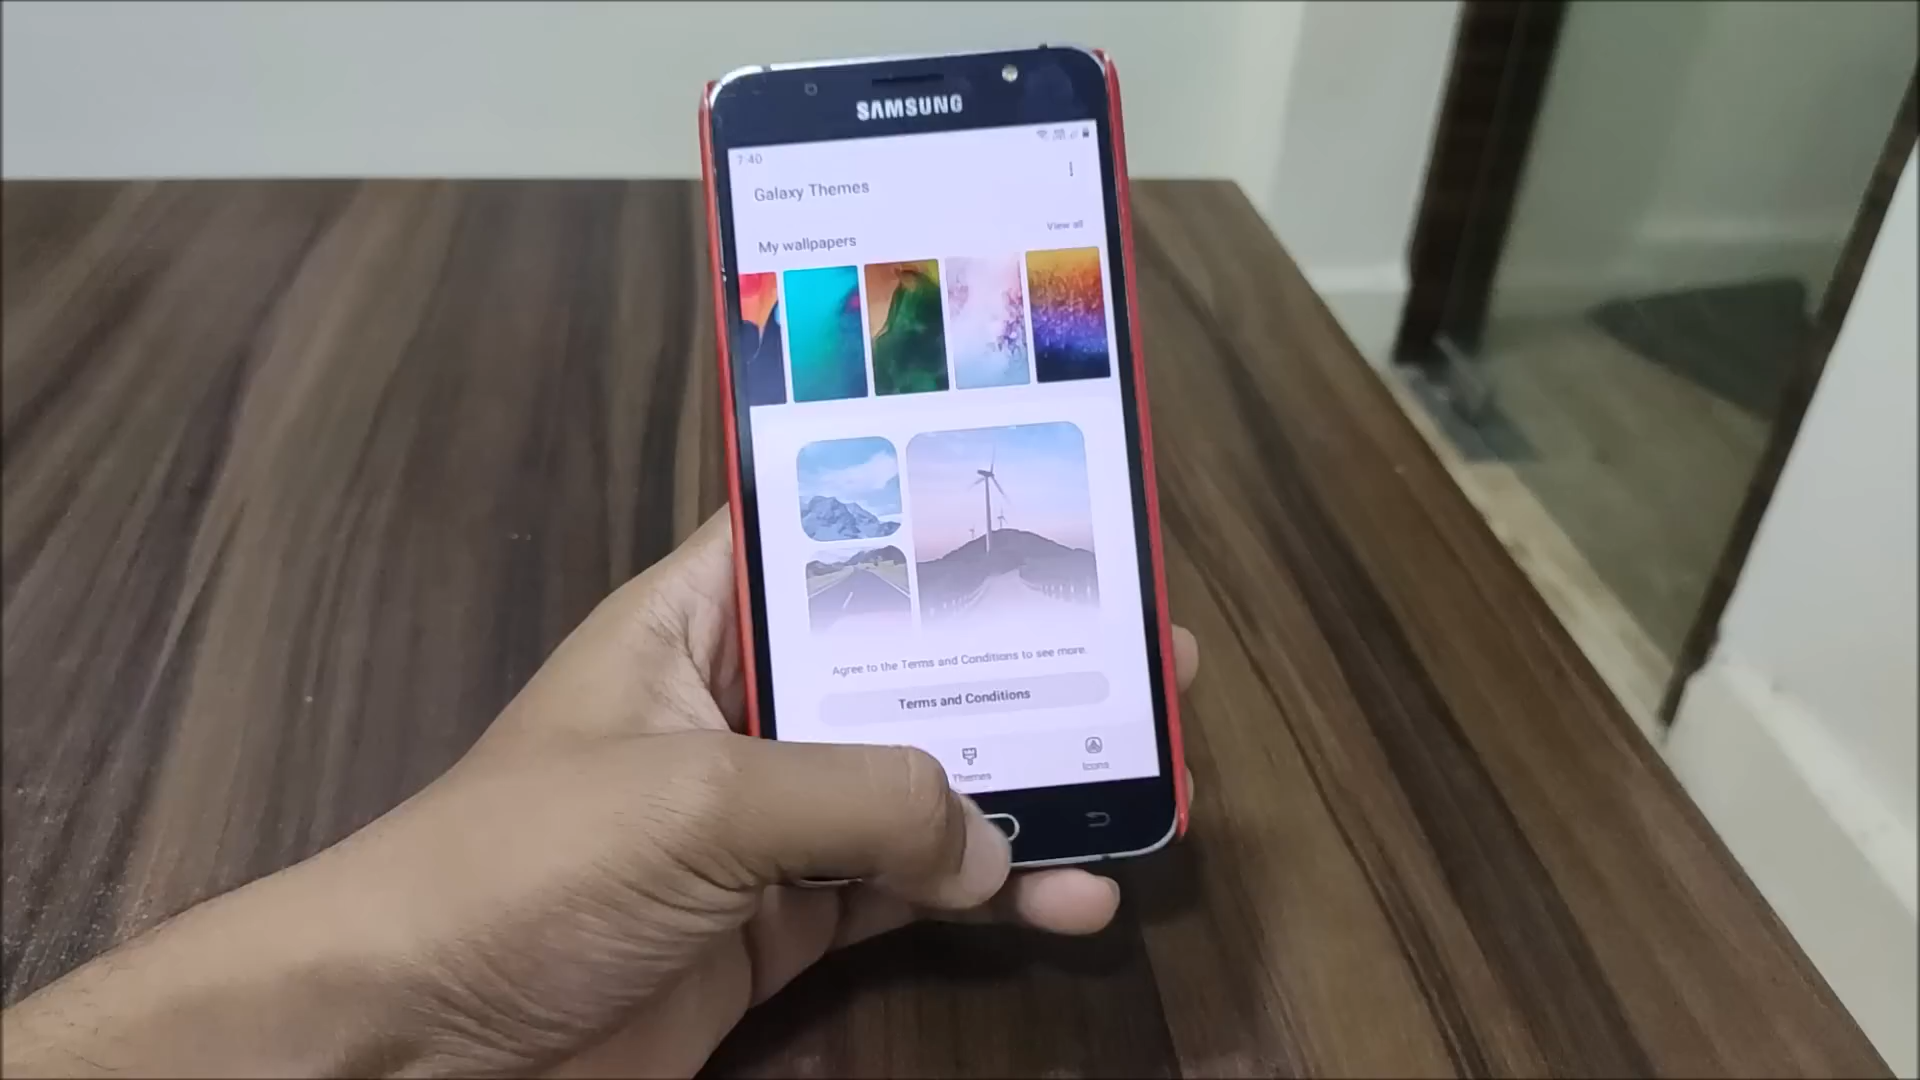 SAMSUNG
7:40
Galaxy Themes
My wallpapers
View all
Agree to the Terms and Conditions to see more.
Terms and Conditions
Themes
Icons